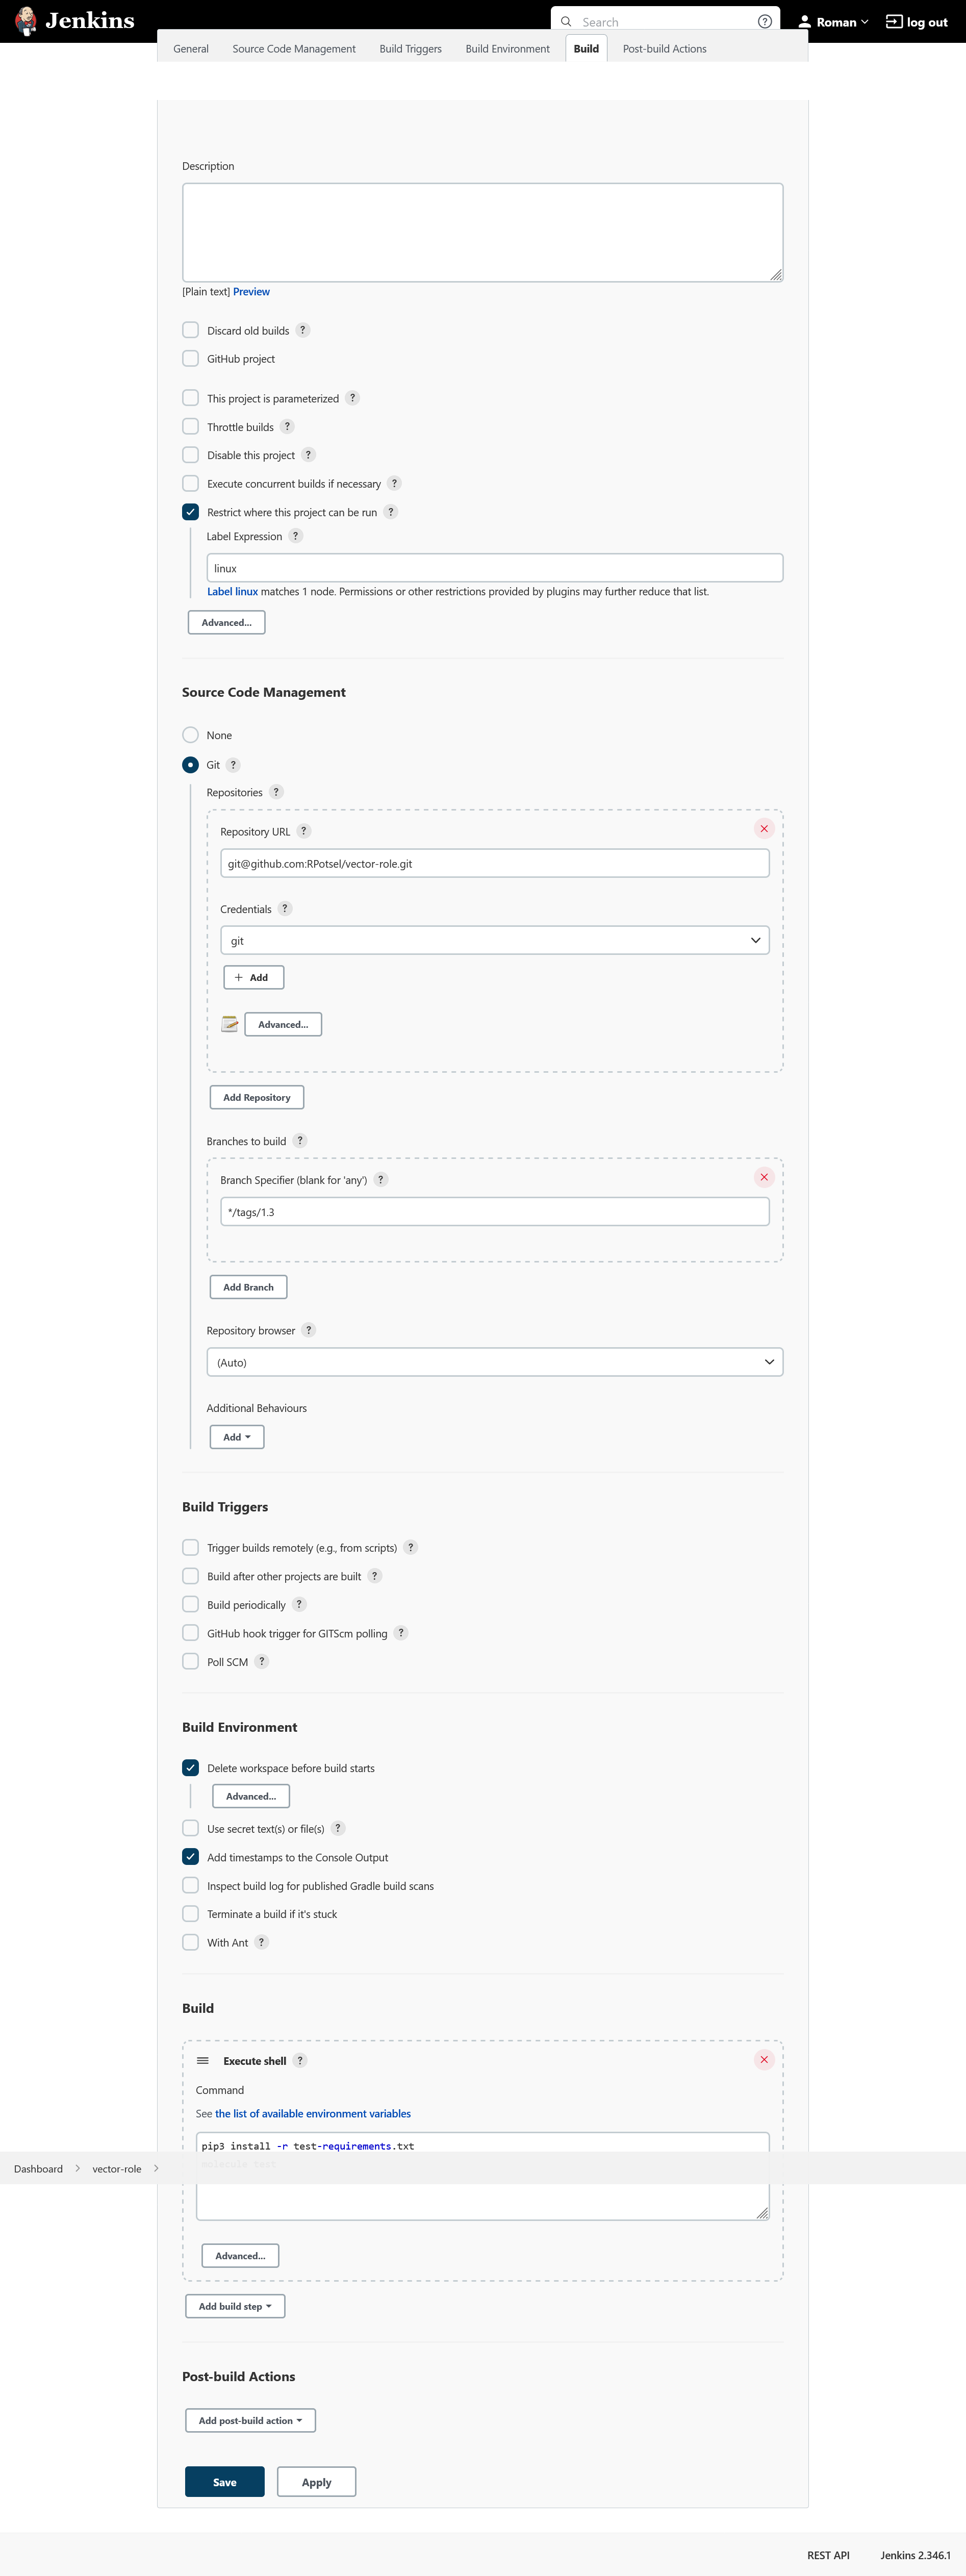 Jenkins
Search
Roman
log out
General Source Code Management Build Triggers Build Environment Build Post-build Actions
Description
[Plain text] Preview
Discard old builds ?
GitHub project
This project is parameterized ?
Throttle builds ?
Disable this project ?
Execute concurrent builds if necessary ?
Restrict where this project can be run ?
Label Expression ?
linux
Label linux matches 1 node. Permissions or other restrictions provided by plugins may further reduce that list.
Advanced...
Source Code Management
None
Git ?
Repositories ?
Repository URL ?
git@github.com:RPotsel/vector-role.git
Credentials ?
git
+ Add
Advanced...
Add Repository
Branches to build ?
Branch Specifier (blank for 'any') ?
*/tags/1.3
Add Branch
Repository browser ?
(Auto)
Additional Behaviours
Add
Build Triggers
Trigger builds remotely (e.g., from scripts) ?
Build after other projects are built ?
Build periodically ?
GitHub hook trigger for GITScm polling ?
Poll SCM ?
Build Environment
Delete workspace before build starts
Advanced...
Use secret text(s) or file(s) ?
Add timestamps to the Console Output
Inspect build log for published Gradle build scans
Terminate a build if it's stuck
With Ant ?
Build
Execute shell ?
Command
See the list of available environment variables
pip3 install -r test-requirements.txt
molecule test
Dashboard vector-role
Advanced...
Add build step
Post-build Actions
Add post-build action
Save Apply
REST API Jenkins 2.346.1